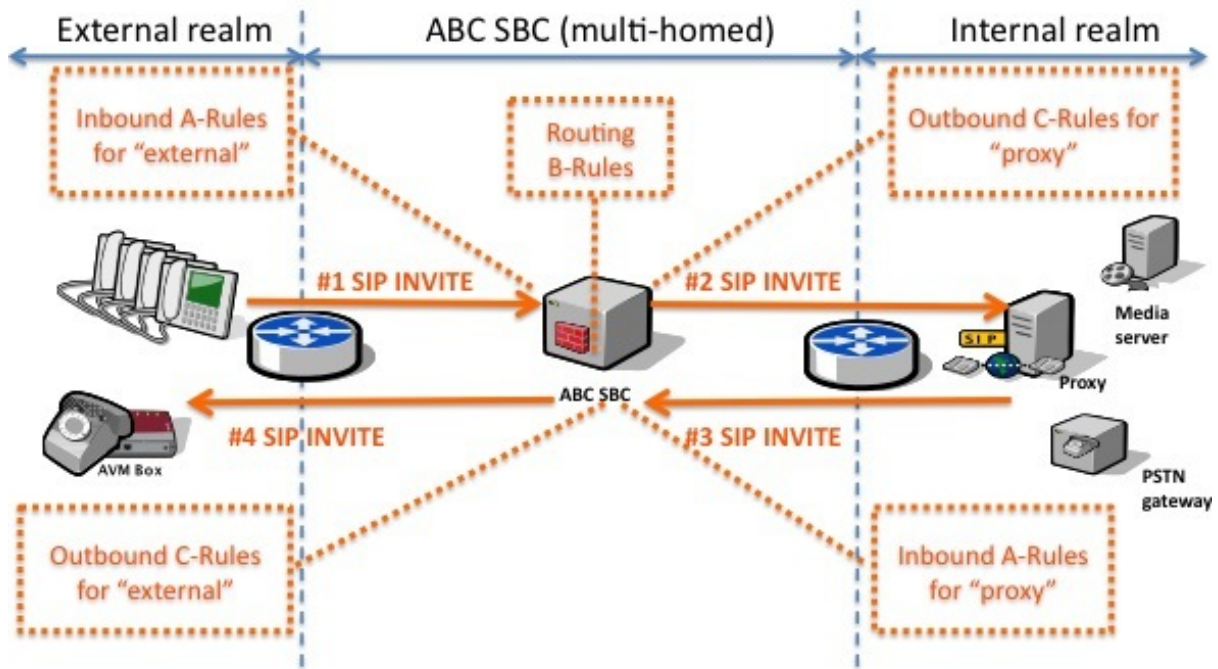 External realm
ABC SBC (multi-homed)
Internal realm
Inbound A-Rules
for “external”
Routing
B-Rules
Outbound C-Rules for
“proxy”
#1 SIP INVITE
#2 SIP INVITE
Media
server
SIP
Proxy
ABC SBC
#4 SIP INVITE
#3 SIP INVITE
AVM Box
PSTN
gateway
Outbound C-Rules
for “external”
Inbound A-Rules
for “proxy”